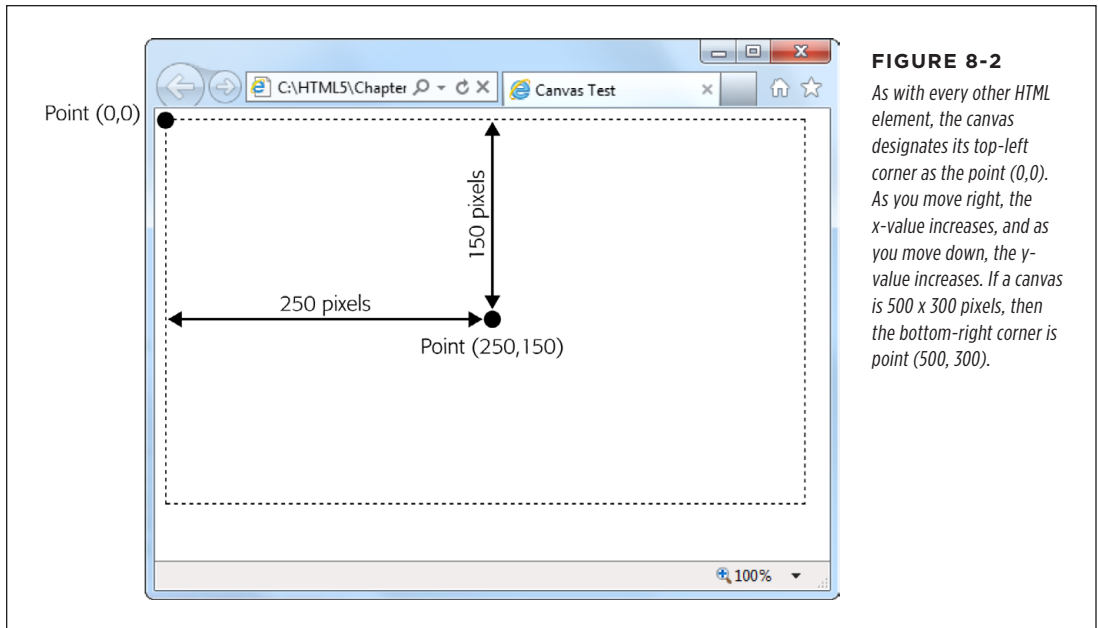 C:\HTML5\Chapter
Canvas Test
Point (0,0)
150 pixels
250 pixels
Point (250,150)
100%
FIGURE 8-2
As with every other HTML
element, the canvas
designates its top-left
corner as the point (0,0).
As you move right, the
x-value increases, and as
you move down, the y-
value increases. If a canvas
is 500 x 300 pixels, then
the bottom-right corner is
point (500, 300).